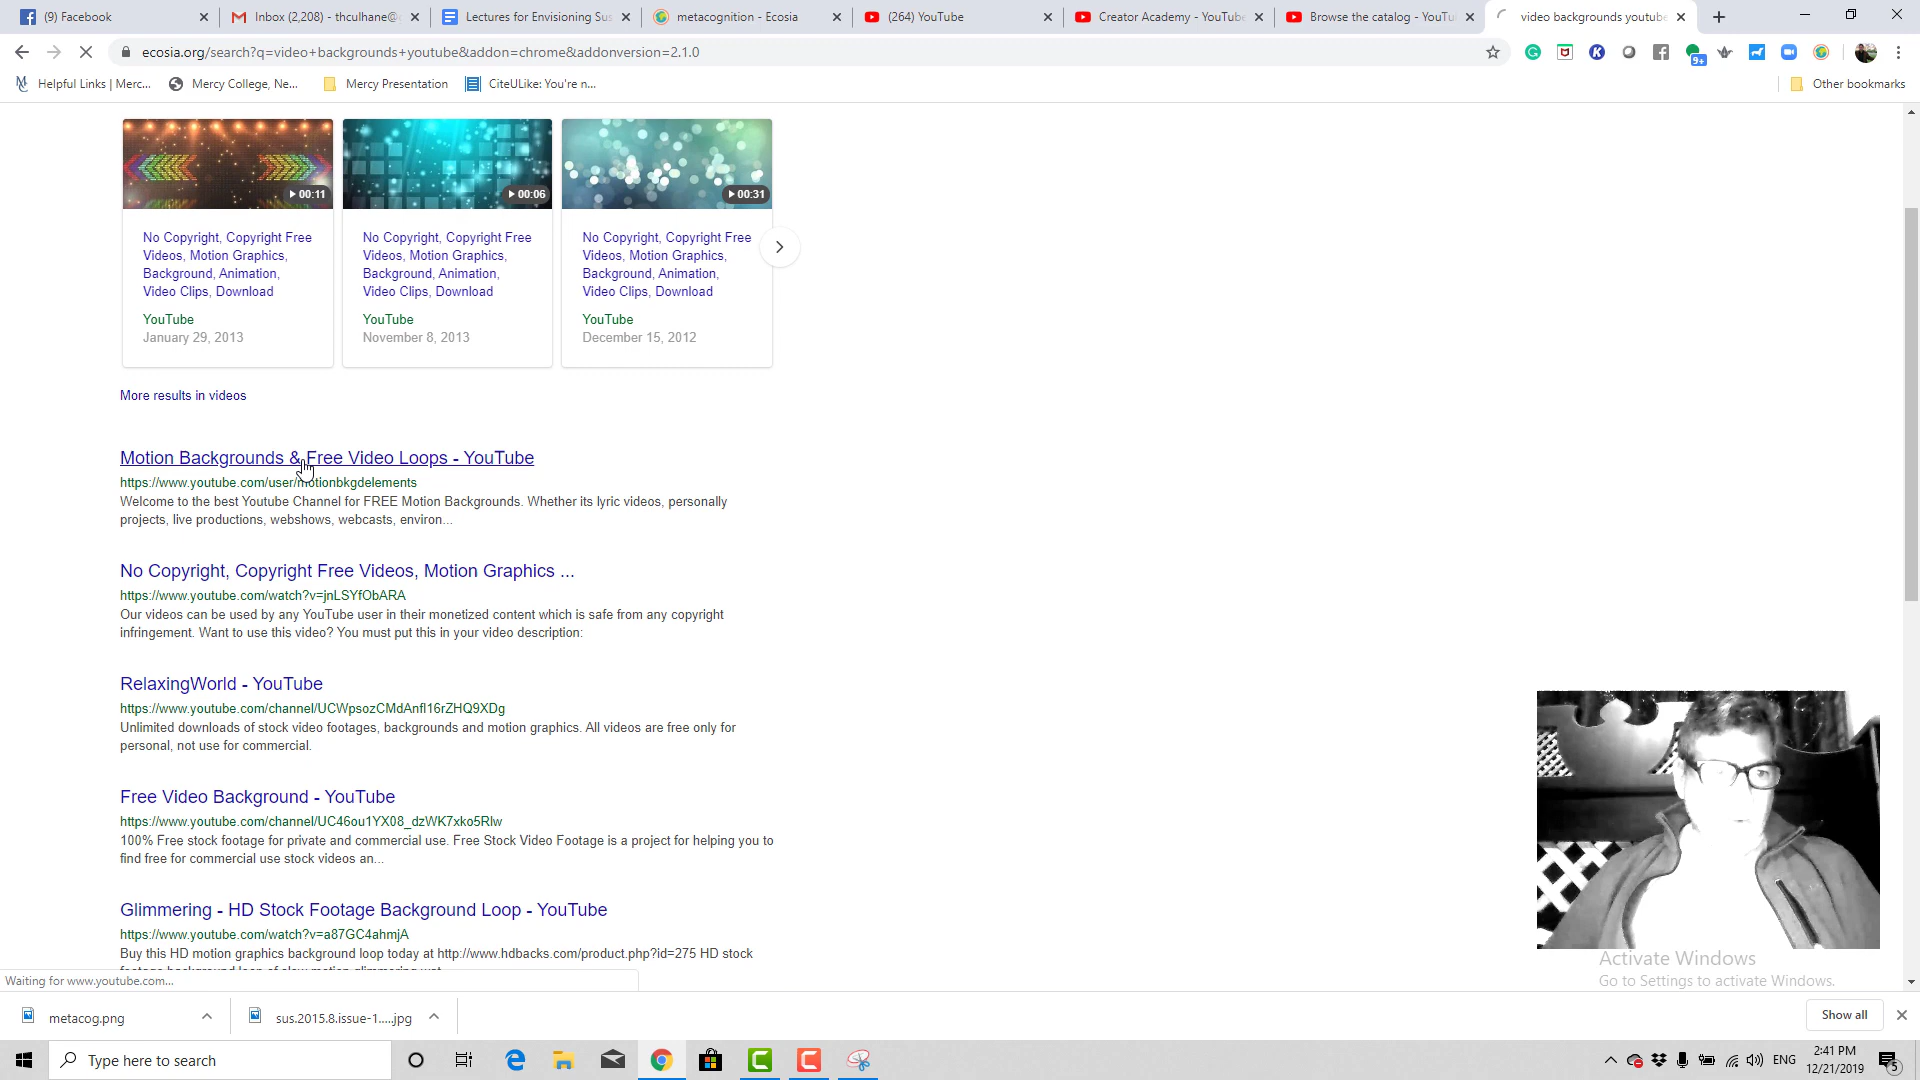 (9) Facebook
Inbox (2,208) - thculhane@
Lectures for Envisioning Sus
metacognition - Ecosia
(264) YouTube
Creator Academy - YouTube
Browse the catalog - YouTu
video backgrounds youtube
ecosia.org/search?q=video+backgrounds+youtube&addon=chrome&addonversion=2.1.0
9+
Helpful Links | Merc...
Mercy College, Ne...
Mercy Presentation
CiteULike: You're n...
Other bookmarks
00:11
00:06
00:31
No Copyright, Copyright Free
Videos, Motion Graphics,
Background, Animation,
Video Clips, Download
YouTube
January 29, 2013
No Copyright, Copyright Free
Videos, Motion Graphics,
Background, Animation,
Video Clips, Download
YouTube
November 8, 2013
No Copyright, Copyright Free
Videos, Motion Graphics,
Background, Animation,
Video Clips, Download
YouTube
December 15, 2012
More results in videos
Motion Backgrounds & Free Video Loops - YouTube
https://www.youtube.com/user/motionbkgdelements
Welcome to the best Youtube Channel for FREE Motion Backgrounds. Whether its lyric videos, personally
projects, live productions, webshows, webcasts, environ...
No Copyright, Copyright Free Videos, Motion Graphics ...
https://www.youtube.com/watch?v=jnLSYfObARA
Our videos can be used by any YouTube user in their monetized content which is safe from any copyright
infringement. Want to use this video? You must put this in your video description:
RelaxingWorld - YouTube
https://www.youtube.com/channel/UCWpsozCMdAnfl16rZHQ9XDg
Unlimited downloads of stock video footages, backgrounds and motion graphics. All videos are free only for
personal, not use for commercial.
Free Video Background - YouTube
https://www.youtube.com/channel/UC46ou1YX08_dzWK7xko5Rlw
100% Free stock footage for private and commercial use. Free Stock Video Footage is a project for helping you to
find free for commercial use stock videos an...
Glimmering - HD Stock Footage Background Loop - YouTube
https://www.youtube.com/watch?v=a87GC4ahmjA
Buy this HD motion graphics background loop today at http://www.hdbacks.com/product.php?id=275 HD stock
Activate Windows
Go to Settings to activate Windows.
Waiting for www.youtube.com...
metacog.png
sus.2015.8.issue-1.....jpg
Show all
Type here to search
ENG
2:41 PM
12/21/2019
5